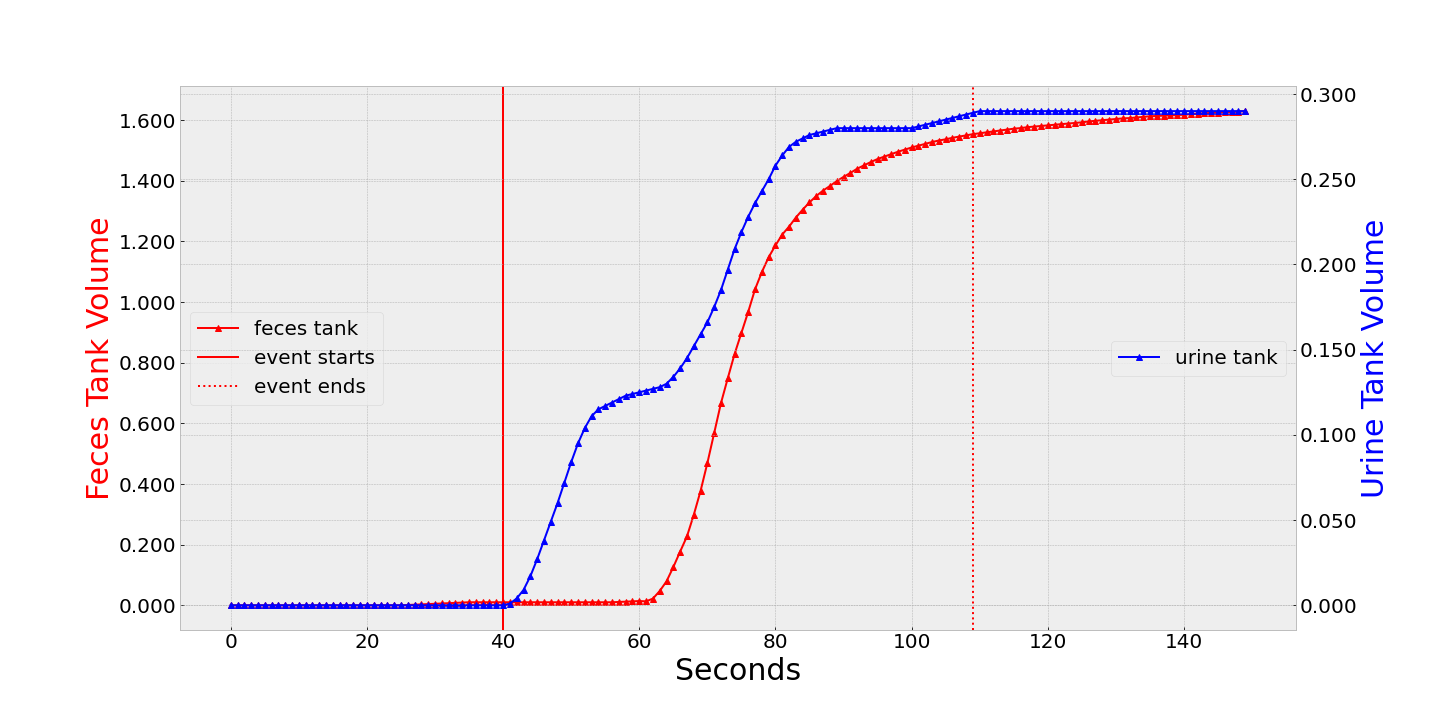 Feces Tank Volume
1.600
1.400
1.200
1.000
0.800
0.600
0.400
0.200
0.000
feces tank
event starts
event ends
urine tank
0.300
0.250
0.200
0.150
0.100
0.050
0.000
Urine Tank Volume
0 20 40 60 80 100 120 140
Seconds